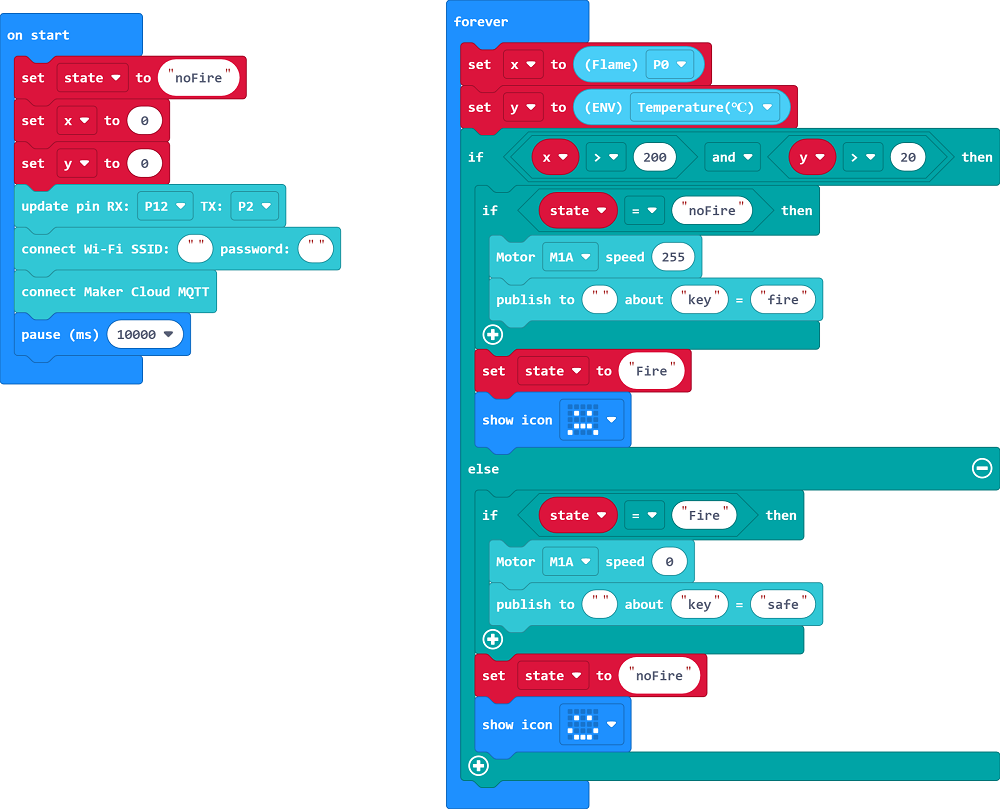 on start
set state to "noFire"
set x to 0
set y to 0
update pin RX: P12 TX: P2
connect Wi-Fi SSID: " " password: " "
connect Maker Cloud MQTT
pause (ms) 10000
forever
set x to (Flame) P0
set y to (ENV) Temperature(℃)
if x > 200 and y > 20 then
if state = "noFire" then
Motor M1A speed 255
publish to " " about "key" = "fire"
set state to "Fire"
show icon
else
if state = "Fire" then
Motor M1A speed 0
publish to " " about "key" = "safe"
set state to "noFire"
show icon